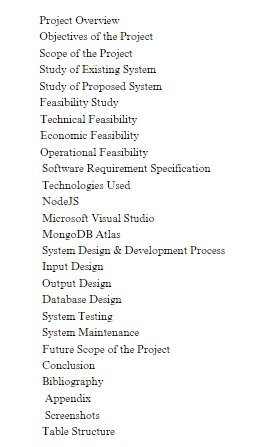 Project Overview
Objectives of the Project
Scope of the Project
Study of Existing System
Study of Proposed System
Feasibility Study
Technical Feasibility
Economic Feasibility
Operational Feasibility
Software Requirement Specification
Technologies Used
NodeJS
Microsoft Visual Studio
MongoDB Atlas
System Design & Development Process
Input Design
Output Design
Database Design
System Testing
System Maintenance
Future Scope of the Project
Conclusion
Bibliography
Appendix
Screenshots
Table Structure